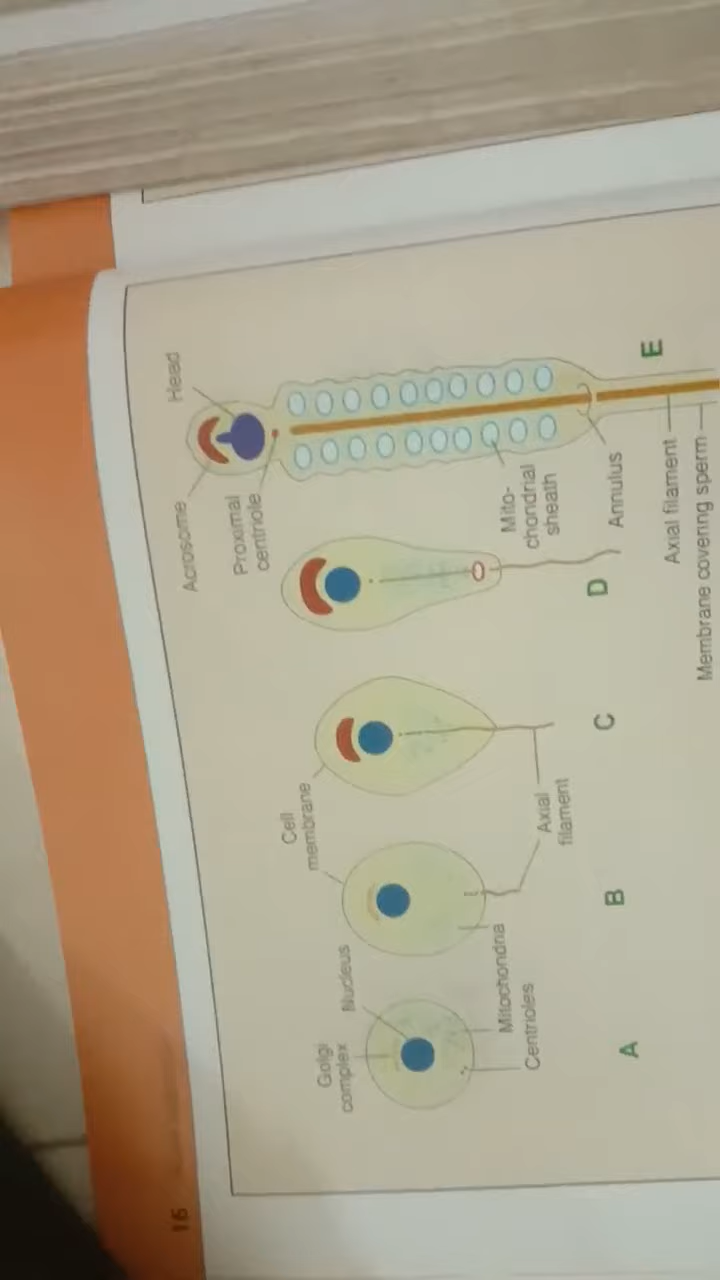 Golgi
complex
Nucleus
Mitochondria
Centrioles
Cell
membrane
Axial
filament
Acrosome
Head
Proximal
centriole
Mito-
chondrial
sheath
Annulus
Axial filament
Membrane covering sperm
A
B
C
D
E
16